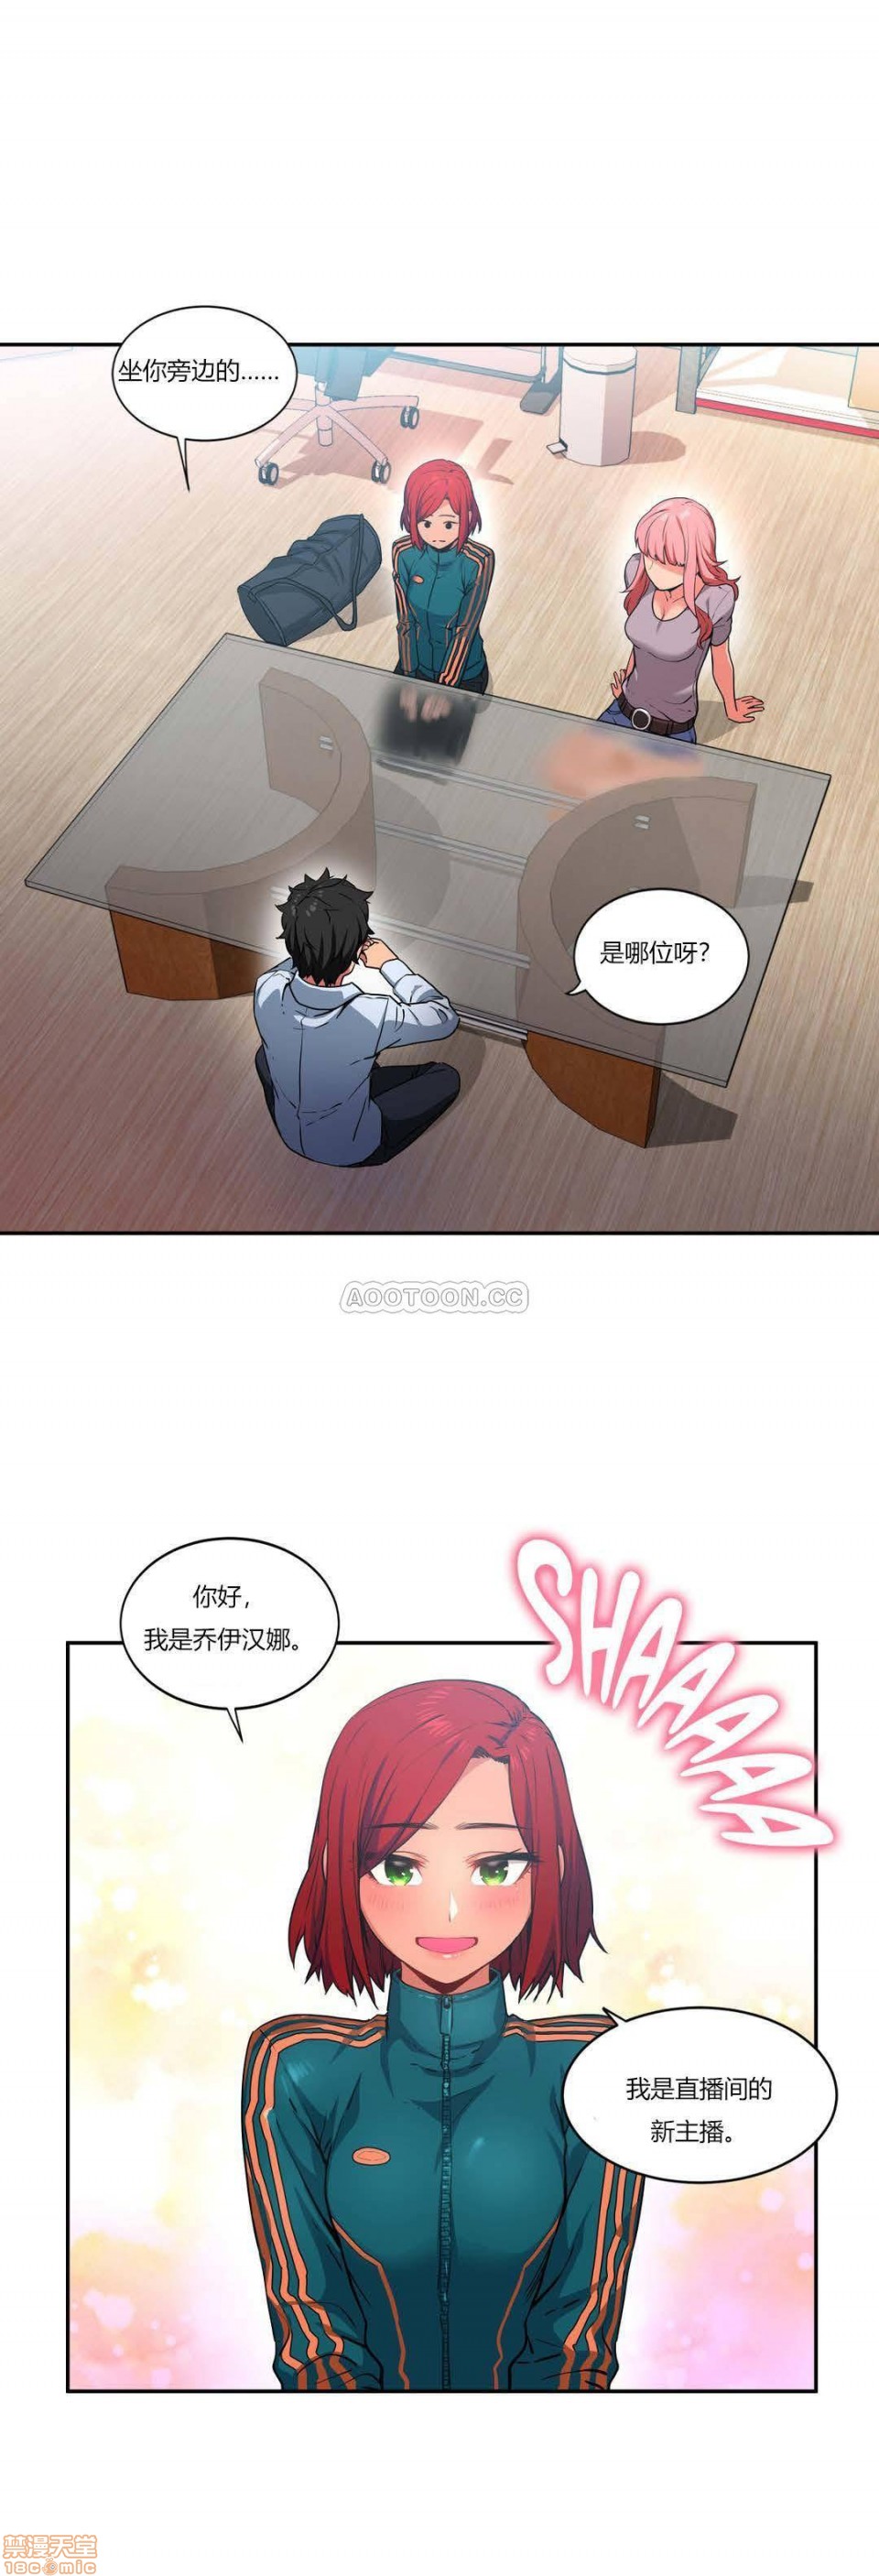 坐你旁边的……
是哪位呀？
AOOTOON.CC
你好，
我是乔伊汉娜。
SHAAAAA
我是直播间的
新主播。
禁漫天堂
18comic